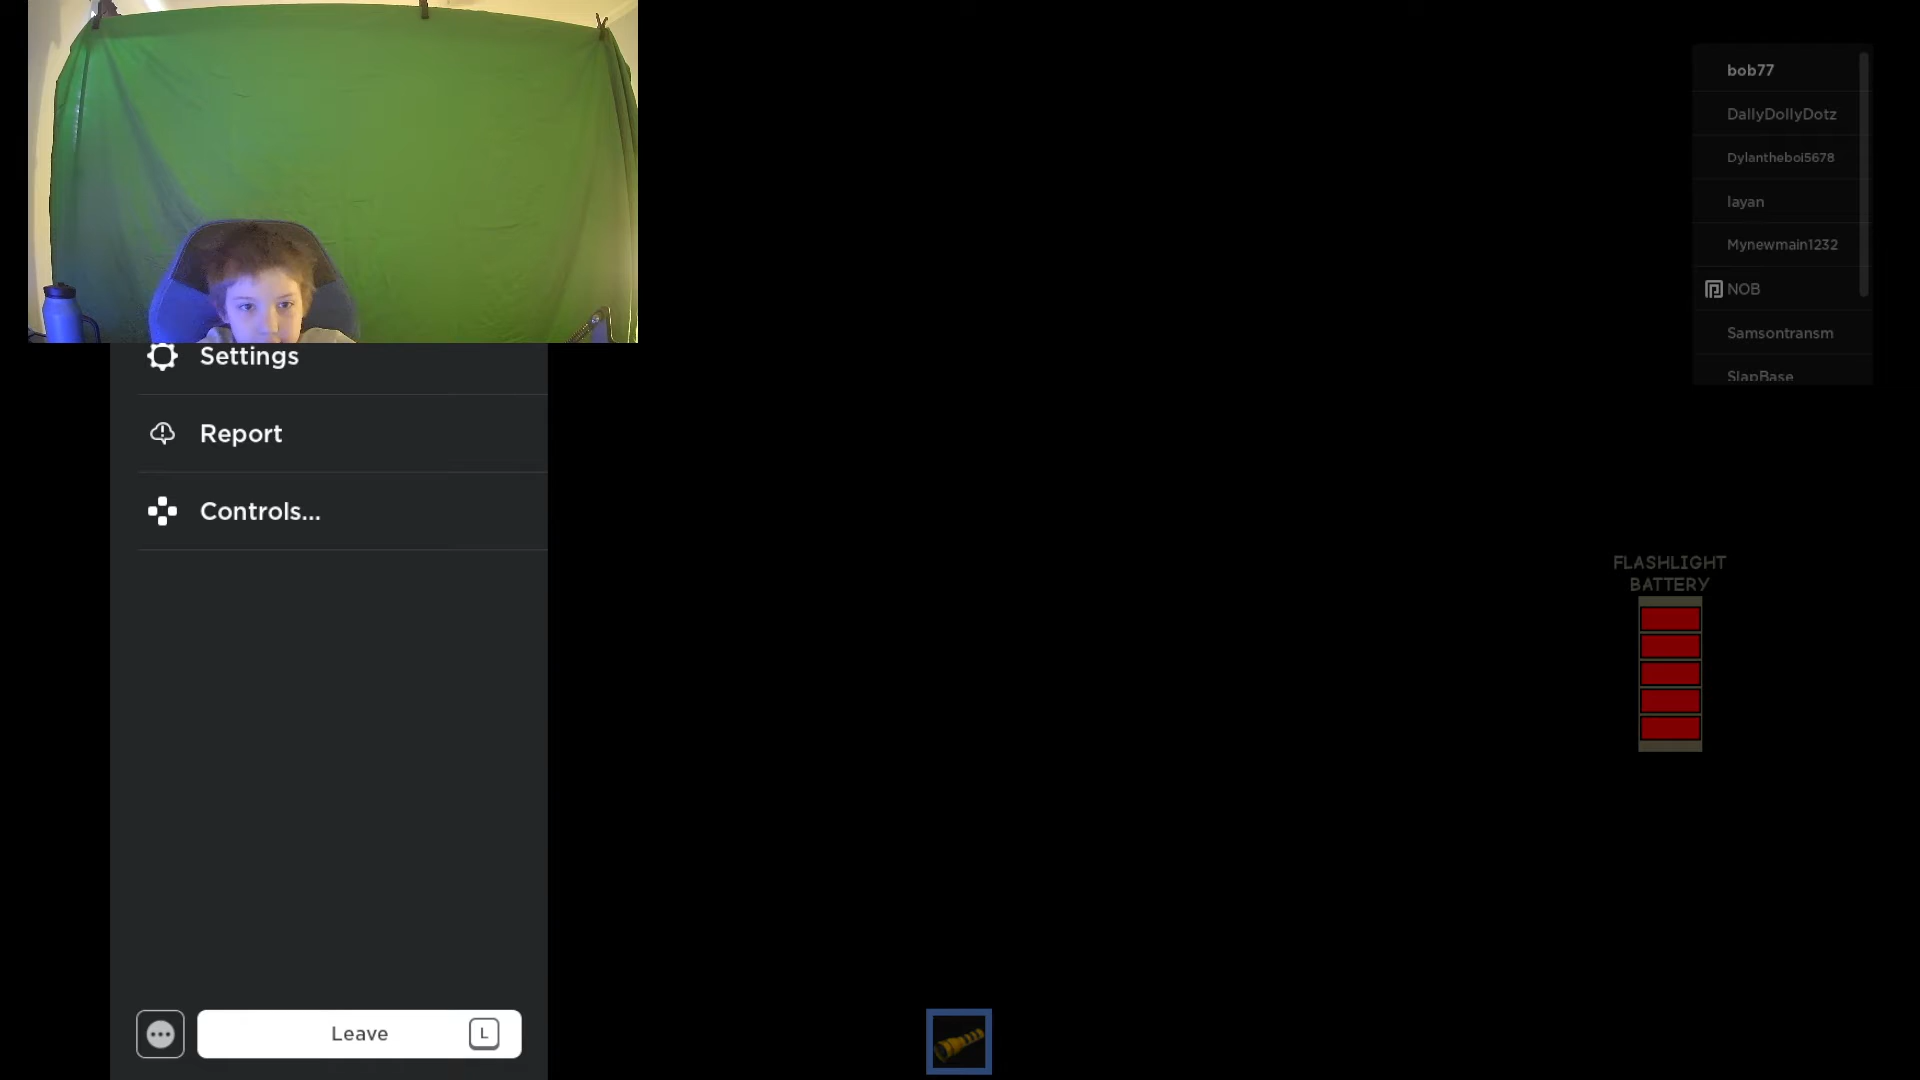 Settings
Report
Controls...
Leave
L
bob77
DallyDollyDotz
Dylantheboi5678
layan
Mynewmain1232
NOB
Samsontransm
SlapBase
FLASHLIGHT
BATTERY